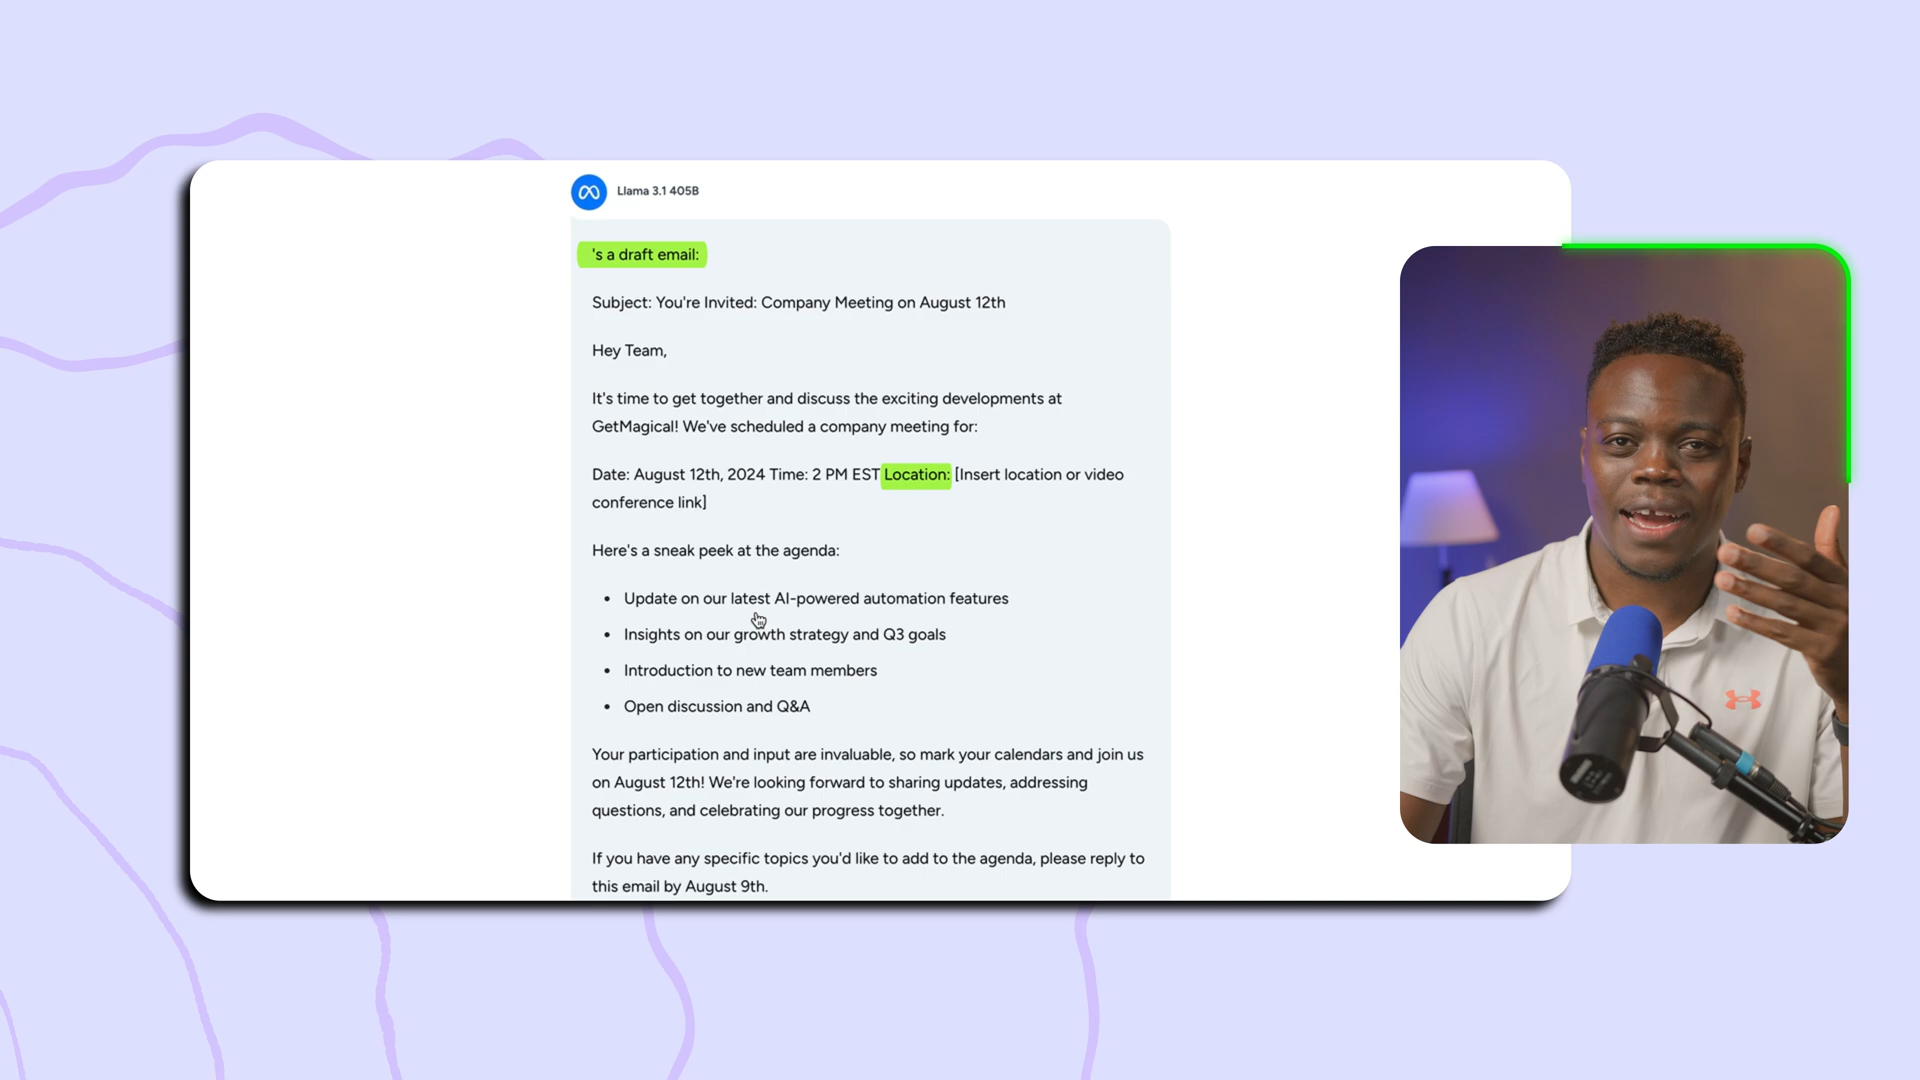 Llama 3.1 405B
's a draft email:
Subject: You're Invited: Company Meeting on August 12th
Hey Team,
It's time to get together and discuss the exciting developments at
GetMagical! We've scheduled a company meeting for:
Date: August 12th, 2024 Time: 2 PM EST Location: [Insert location or video
conference link]
Here's a sneak peek at the agenda:
• Update on our latest AI-powered automation features
• Insights on our growth strategy and Q3 goals
• Introduction to new team members
• Open discussion and Q&A
Your participation and input are invaluable, so mark your calendars and join us
on August 12th! We're looking forward to sharing updates, addressing
questions, and celebrating our progress together.
If you have any specific topics you'd like to add to the agenda, please reply to
this email by August 9th.